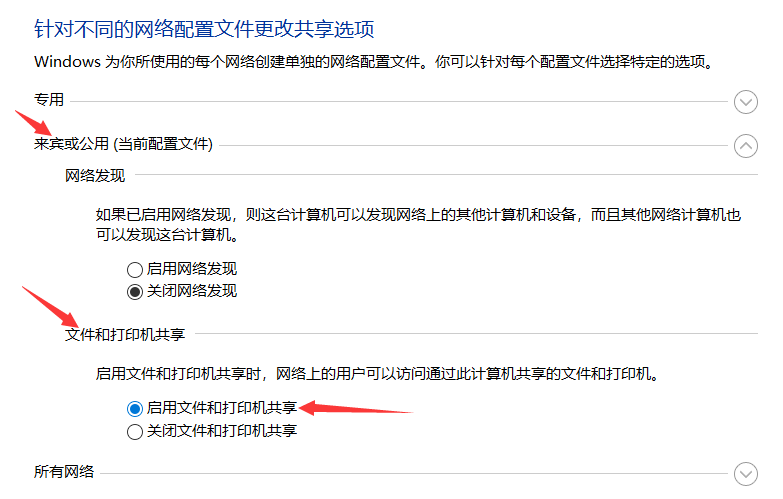 针对不同的网络配置文件更改共享选项
Windows 为你所使用的每个网络创建单独的网络配置文件。你可以针对每个配置文件选择特定的选项。
专用
来宾或公用 (当前配置文件)
网络发现
如果已启用网络发现，则这台计算机可以发现网络上的其他计算机和设备，而且其他网络计算机也
可以发现这台计算机。
启用网络发现
关闭网络发现
文件和打印机共享
启用文件和打印机共享时，网络上的用户可以访问通过此计算机共享的文件和打印机。
启用文件和打印机共享
关闭文件和打印机共享
所有网络